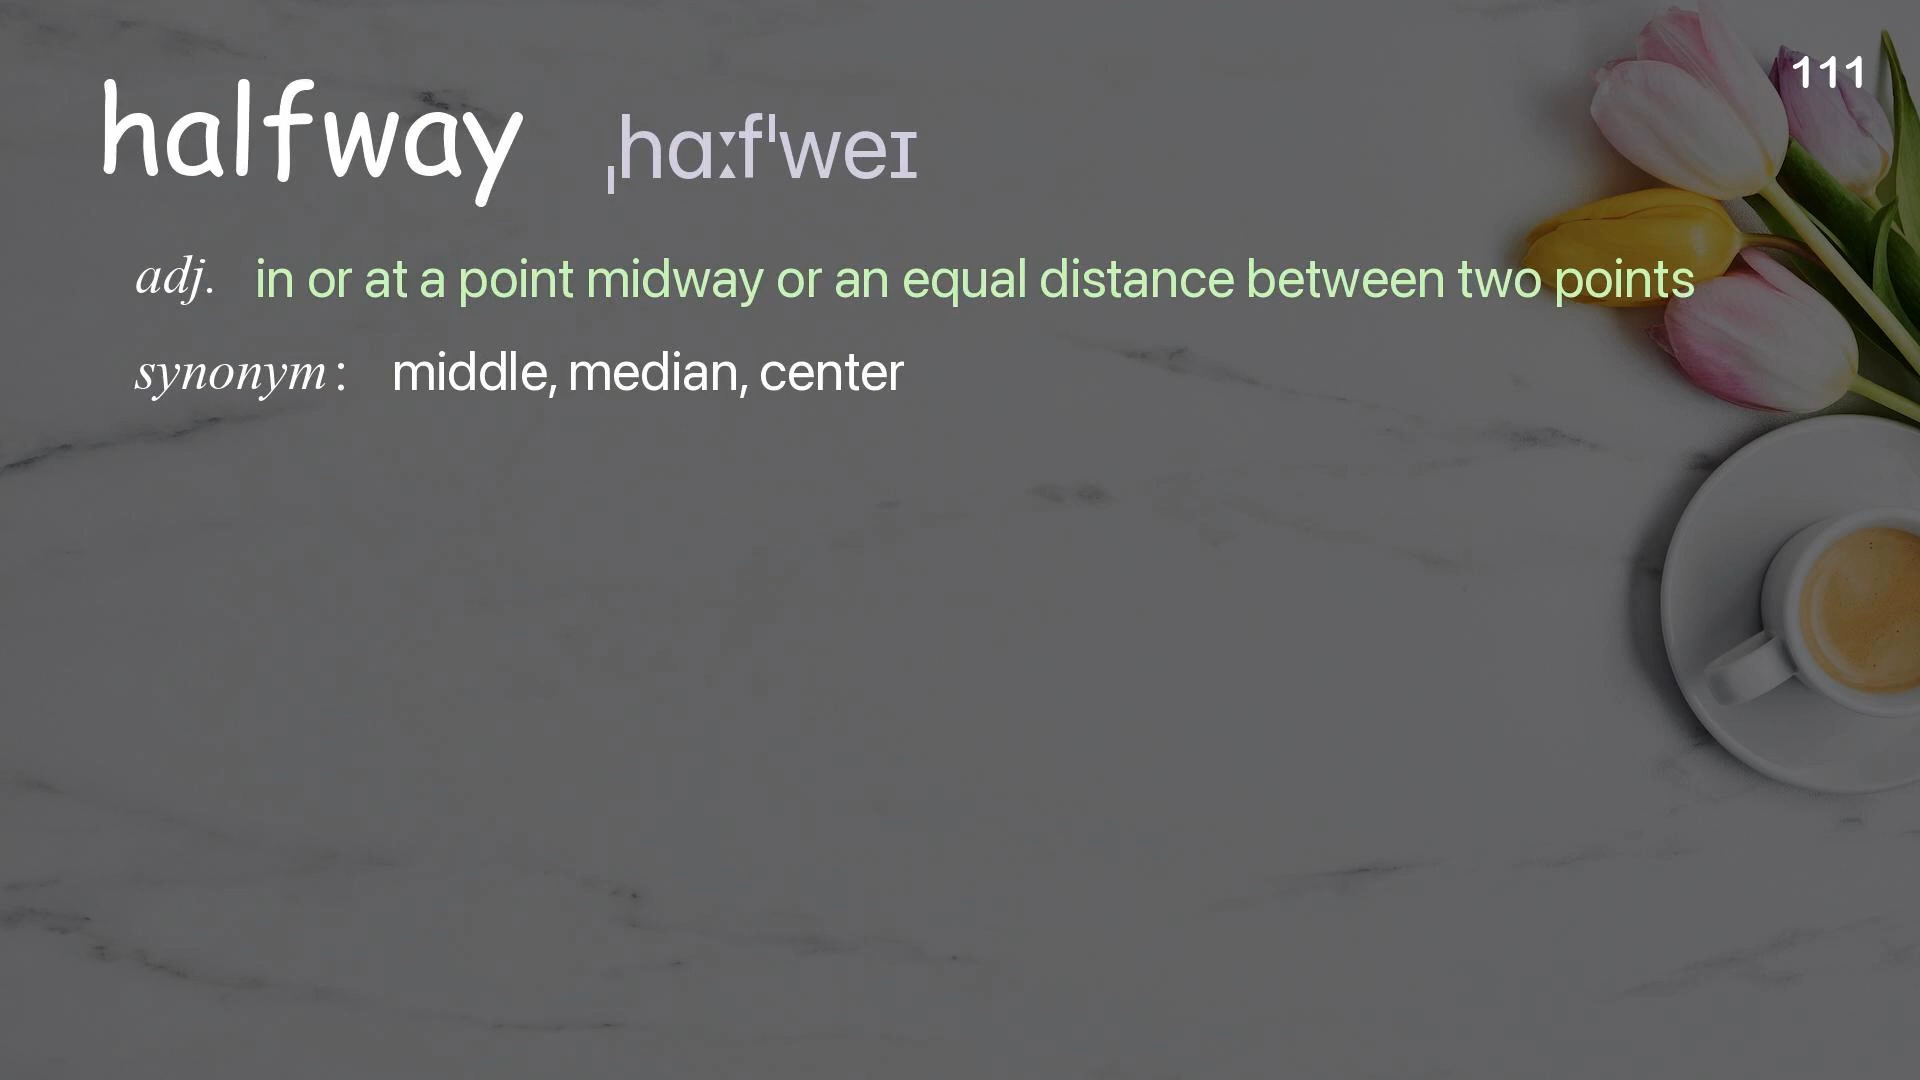 111
halfway ˌhɑːfˈweɪ
adj. in or at a point midway or an equal distance between two points
synonym: middle, median, center